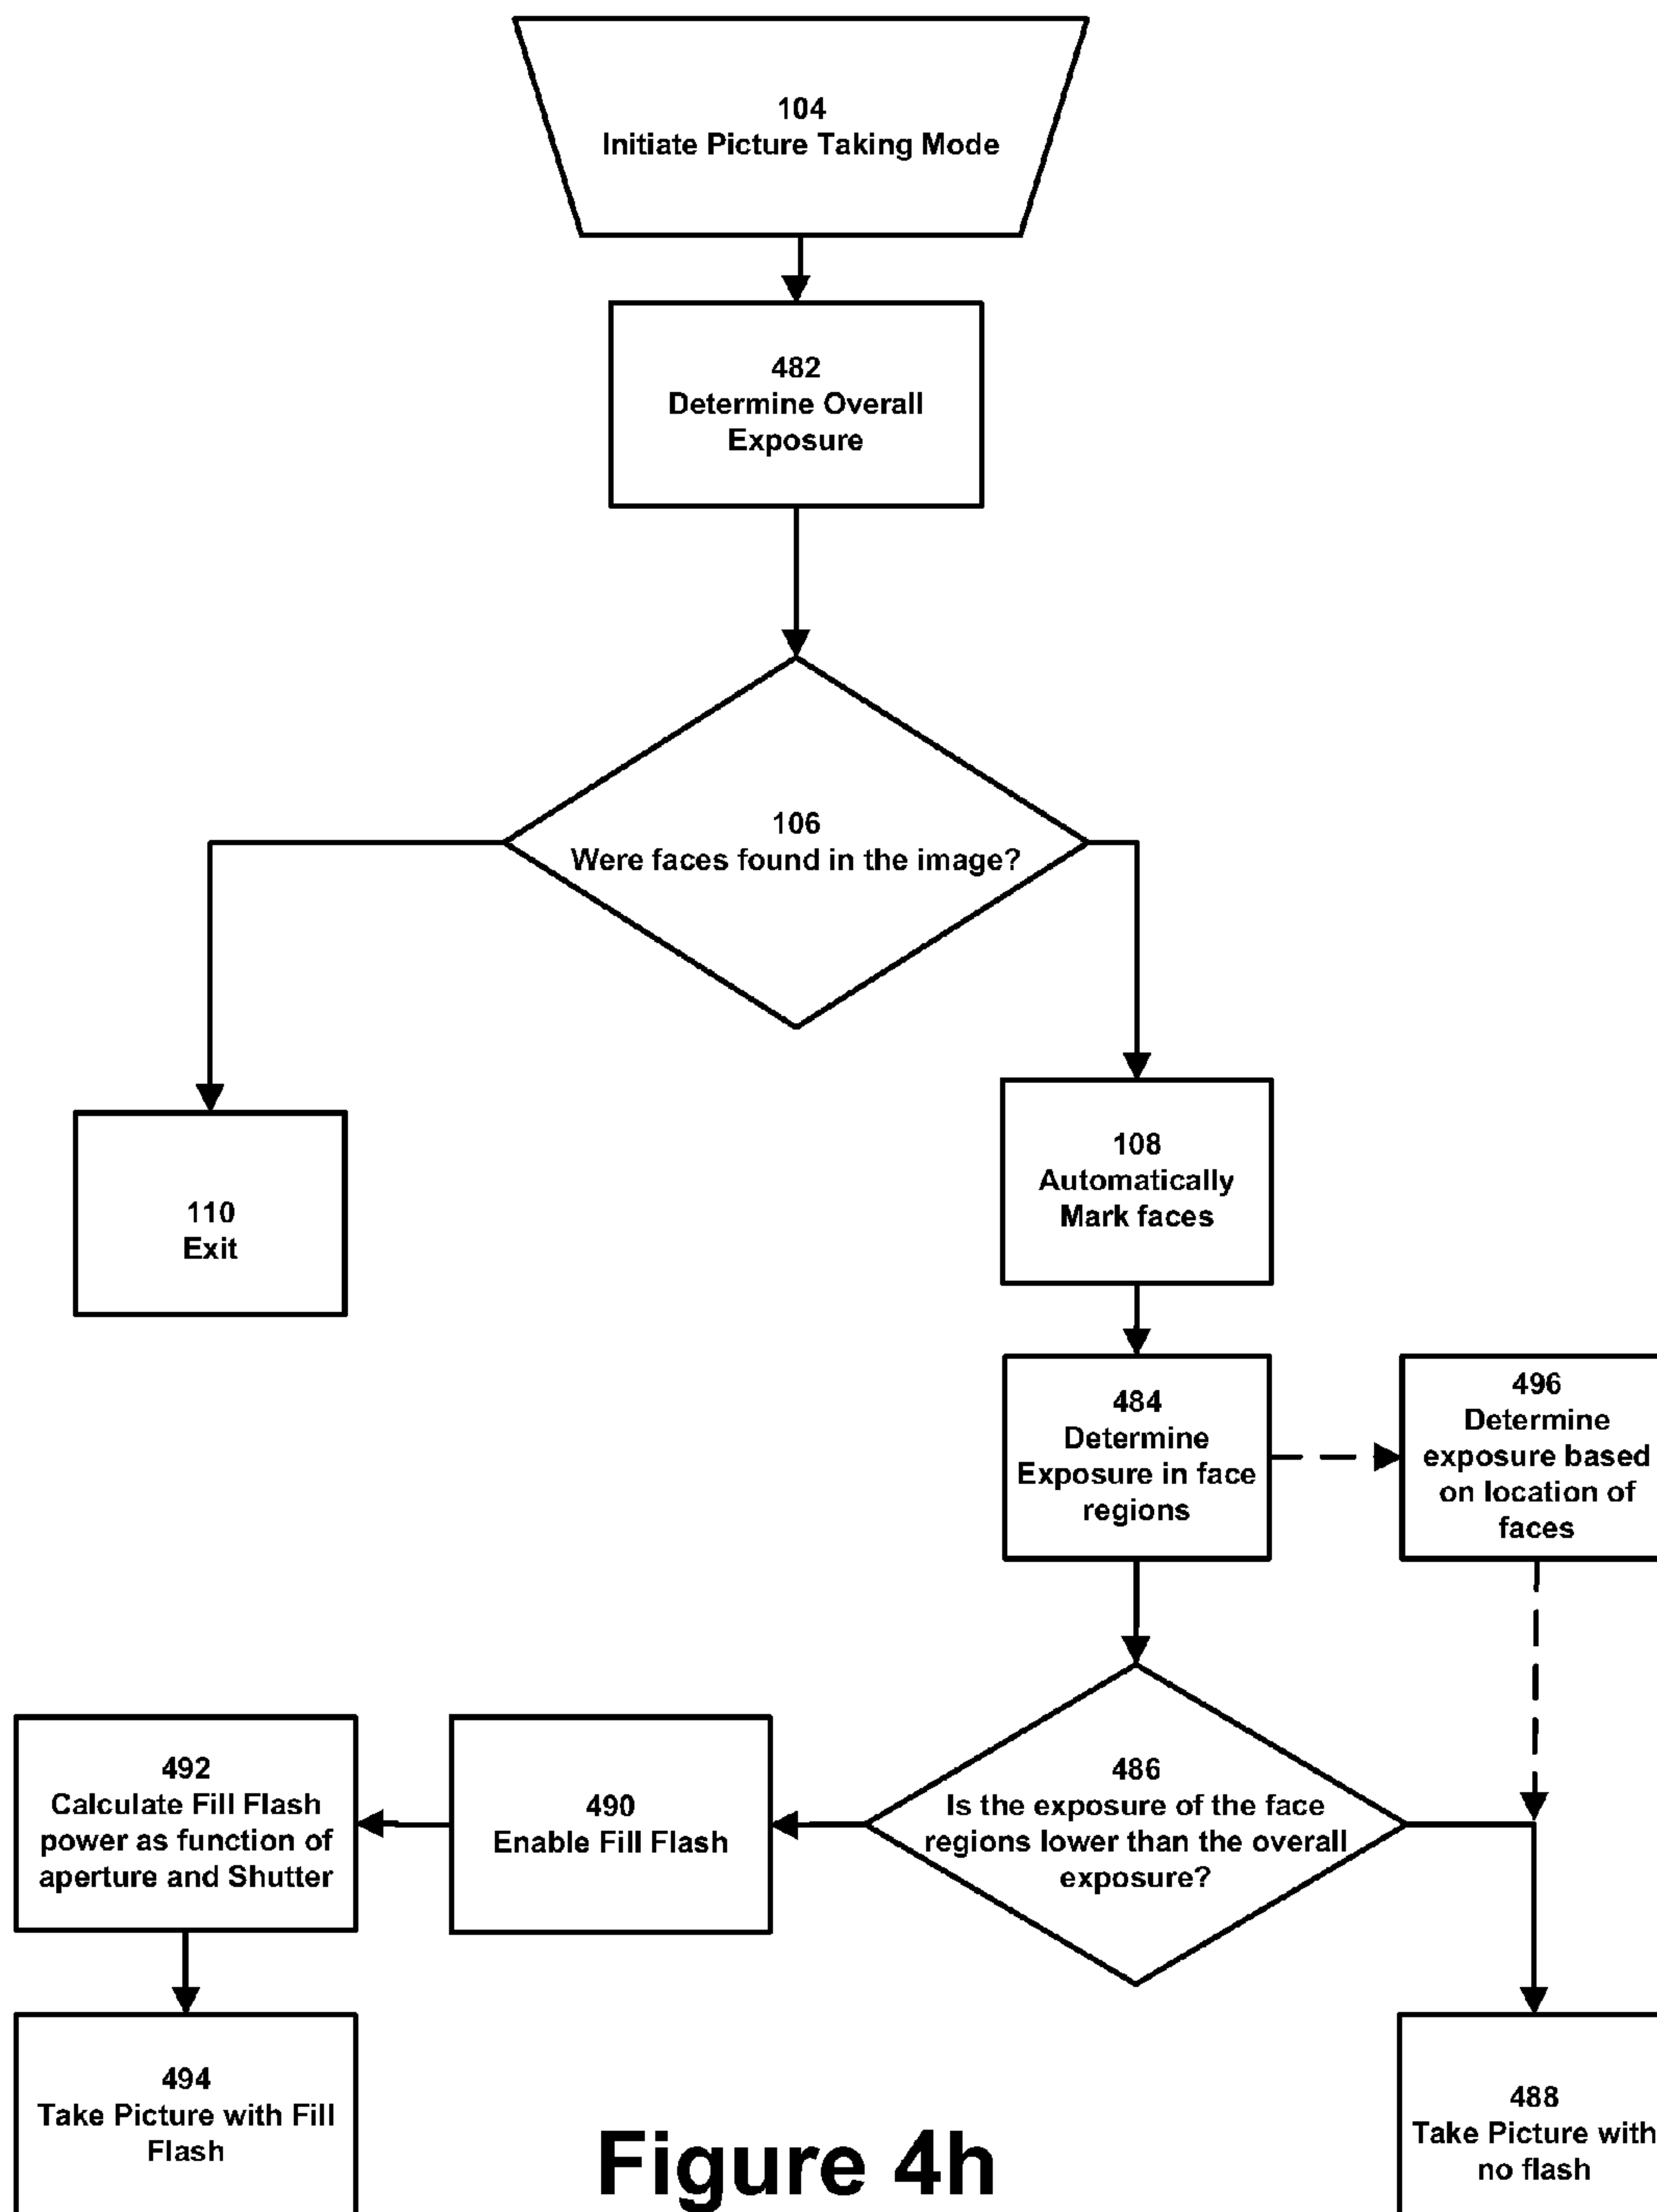 104
Initiate Picture Taking Mode
482
Determine Overall
Exposure
106
Were faces found in the image?
110
Exit
108
Automatically
Mark faces
484
Determine
Exposure in face
regions
496
Determine
exposure based
on location of
faces
486
Is the exposure of the face
regions lower than the overall
exposure?
490
Enable Fill Flash
492
Calculate Fill Flash
power as function of
aperture and Shutter
494
Take Picture with Fill
Flash
488
Take Picture with
no flash
Figure 4h